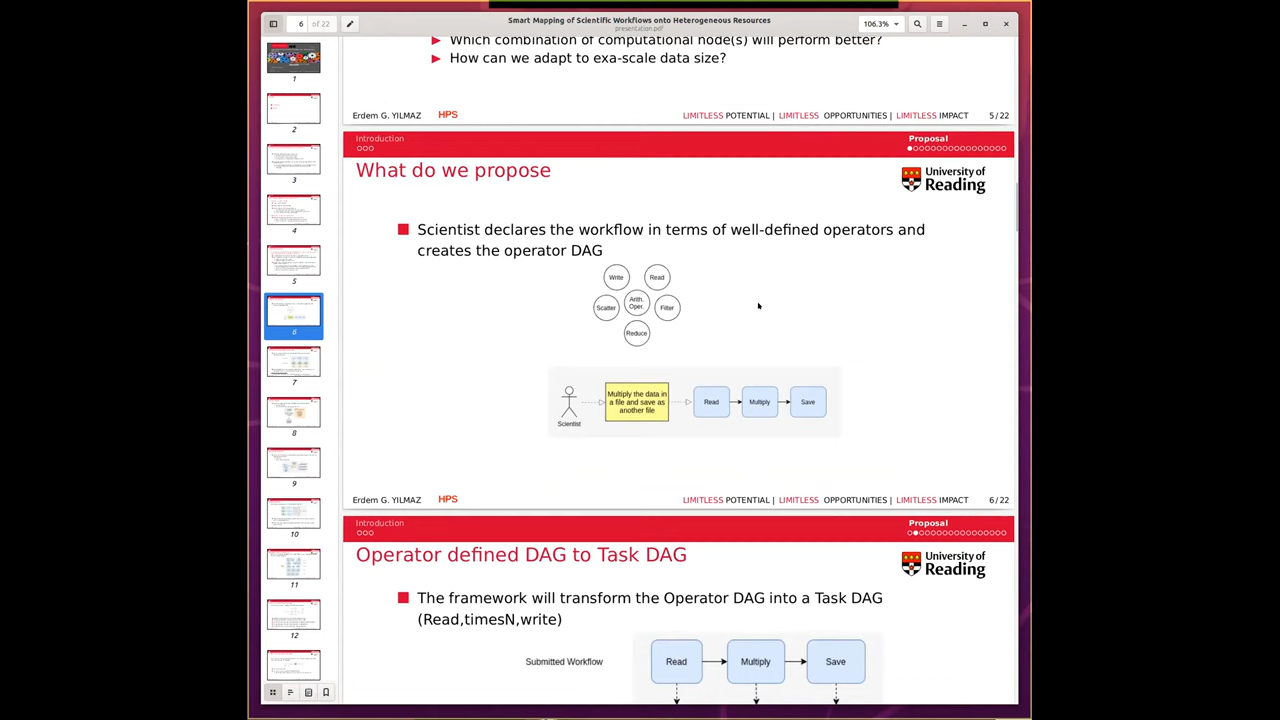 6 of 22
Smart Mapping of Scientific Workflows onto Heterogeneous Resources
presentation.pdf
106.3%
1
2
3
4
5
6
7
8
9
10
11
12
Which combination of computational node(s) will perform better?
How can we adapt to exa-scale data size?
Erdem G. YILMAZ HPS LIMITLESS POTENTIAL | LIMITLESS OPPORTUNITIES | LIMITLESS IMPACT 5/22
Introduction Proposal
What do we propose
University of
Reading
Scientist declares the workflow in terms of well-defined operators and
creates the operator DAG
Write Read
Scatter Arith. Oper. Filter
Reduce
Scientist
Multiply the data in
a file and save as
another file
Read Multiply Save
Erdem G. YILMAZ HPS LIMITLESS POTENTIAL | LIMITLESS OPPORTUNITIES | LIMITLESS IMPACT 6/22
Introduction Proposal
Operator defined DAG to Task DAG
University of
Reading
The framework will transform the Operator DAG into a Task DAG
(Read,timesN,write)
Submitted Workflow Read Multiply Save